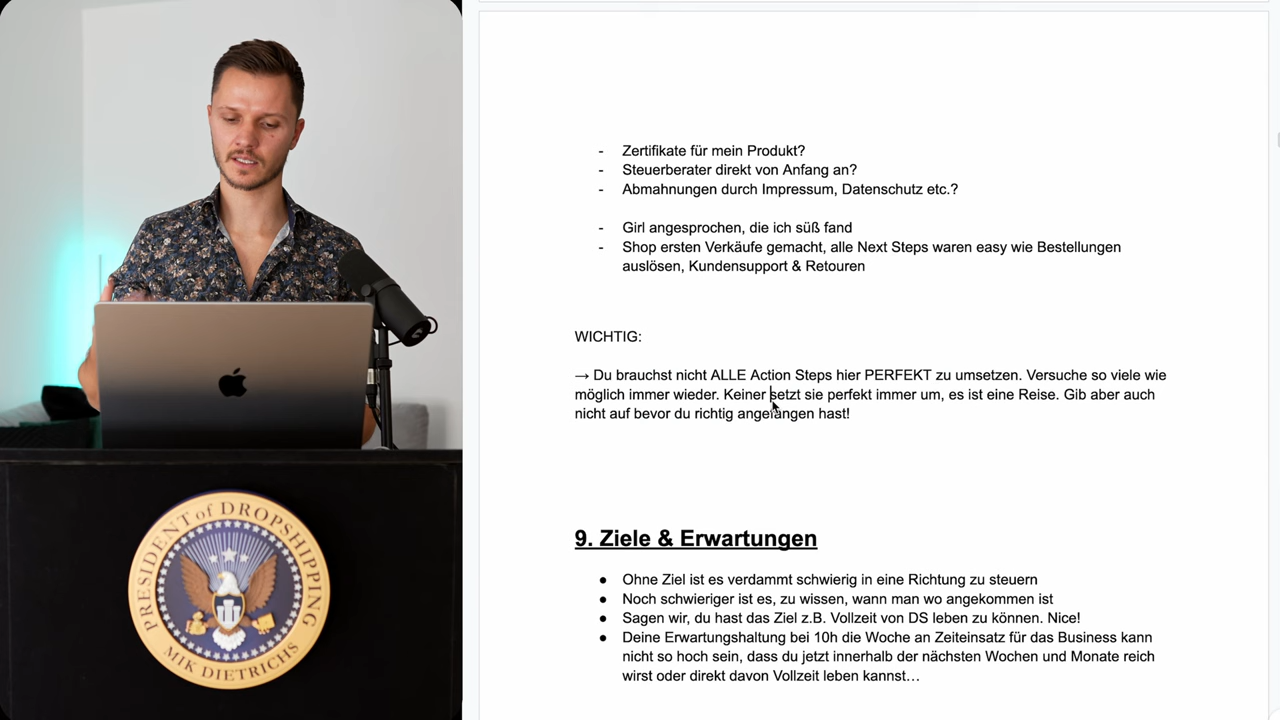 - Zertifikate für mein Produkt?
- Steuerberater direkt von Anfang an?
- Abmahnungen durch Impressum, Datenschutz etc.?
- Girl angesprochen, die ich süß fand
- Shop ersten Verkäufe gemacht, alle Next Steps waren easy wie Bestellungen
auslösen, Kundensupport & Retouren
WICHTIG:
→ Du brauchst nicht ALLE Action Steps hier PERFEKT zu umsetzen. Versuche so viele wie
möglich immer wieder. Keiner setzt sie perfekt immer um, es ist eine Reise. Gib aber auch
nicht auf bevor du richtig angefangen hast!
9. Ziele & Erwartungen
● Ohne Ziel ist es verdammt schwierig in eine Richtung zu steuern
● Noch schwieriger ist es, zu wissen, wann man wo angekommen ist
● Sagen wir, du hast das Ziel z.B. Vollzeit von DS leben zu können. Nice!
● Deine Erwartungshaltung bei 10h die Woche an Zeiteinsatz für das Business kann
nicht so hoch sein, dass du jetzt innerhalb der nächsten Wochen und Monate reich
wirst oder direkt davon Vollzeit leben kannst…
PRESIDENT of DROPSHIPPING
MIK DIETRICHS